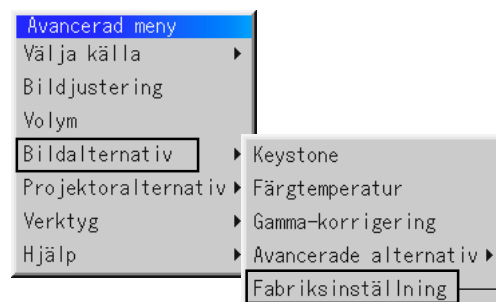 Avancerad meny
Välja källa
Bildjustering
Volym
Bildalternativ
Projektoralternativ
Verktyg
Hjälp
Keystone
Färgtemperatur
Gamma-korrigering
Avancerade alternativ
Fabriksinställning